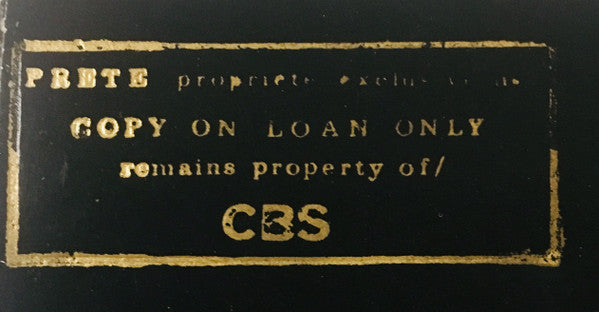 PRETE propriete
COPY ON LOAN ONLY
remains property of/
CBS